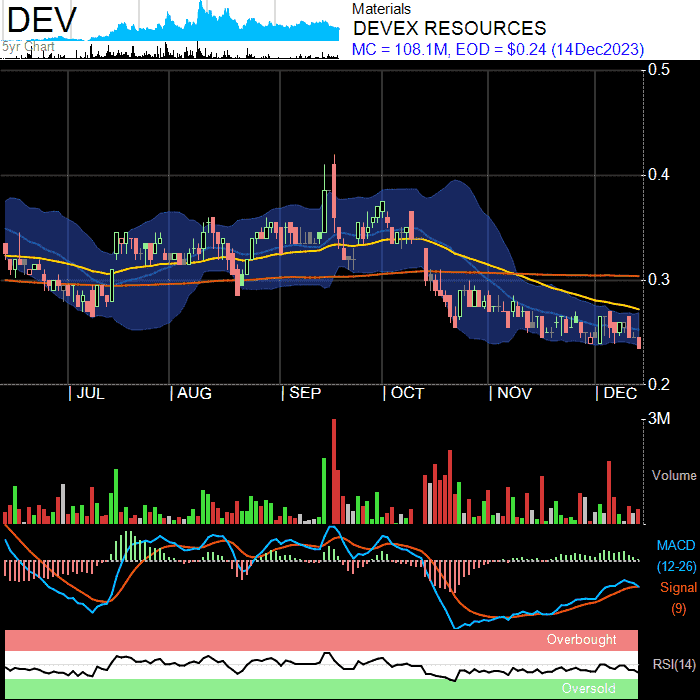 DEV
5yr Chart
Materials
DEVEX RESOURCES
MC = 108.1M, EOD = $0.24 (14Dec2023)
0.5
0.4
0.3
0.2
| JUL | AUG | SEP | OCT | NOV | DEC
3M
Volume
MACD
(12-26)
Signal
(9)
Overbought
RSI(14)
Oversold